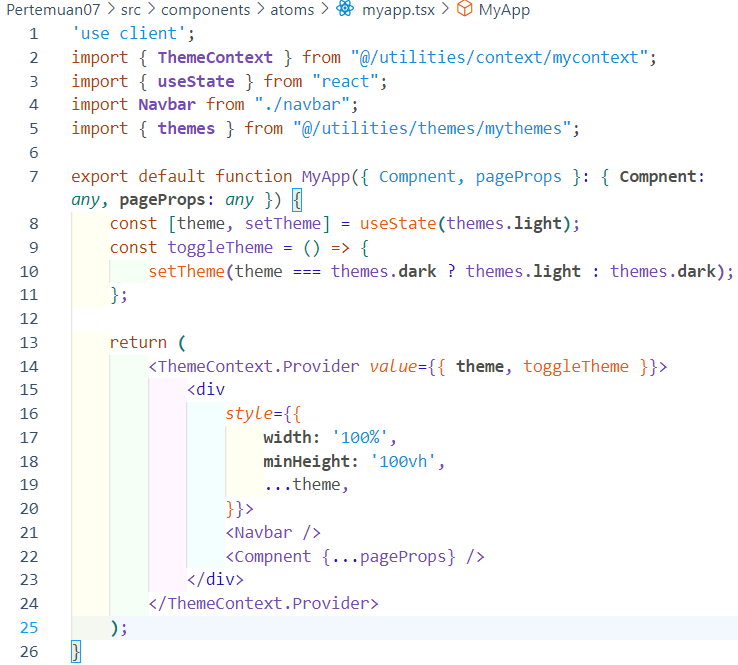 Pertemuan07 > src > components > atoms > myapp.tsx > MyApp
1 'use client';
2 import { ThemeContext } from "@/utilities/context/mycontext";
3 import { useState } from "react";
4 import Navbar from "./navbar";
5 import { themes } from "@/utilities/themes/mythemes";
6
7 export default function MyApp({ Compnent, pageProps }: { Compnent:
any, pageProps: any }) {
8     const [theme, setTheme] = useState(themes.light);
9     const toggleTheme = () => {
10         setTheme(theme === themes.dark ? themes.light : themes.dark);
11     };
12
13     return (
14         <ThemeContext.Provider value={{ theme, toggleTheme }}>
15             <div
16                 style={{
17                     width: '100%',
18                     minHeight: '100vh',
19                     ...theme,
20                 }}>
21                 <Navbar />
22                 <Compnent {...pageProps} />
23             </div>
24         </ThemeContext.Provider>
25     );
26 }